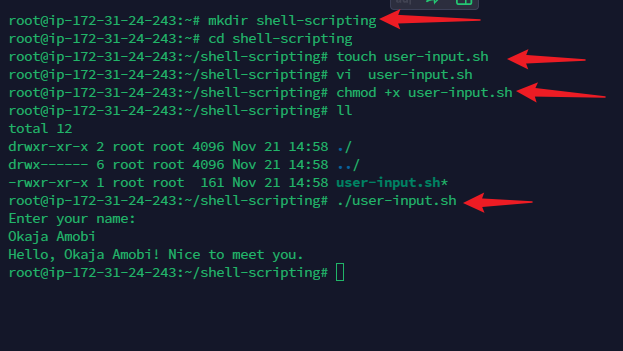 root@ip-172-31-24-243:~# mkdir shell-scripting
root@ip-172-31-24-243:~# cd shell-scripting
root@ip-172-31-24-243:~/shell-scripting# touch user-input.sh
root@ip-172-31-24-243:~/shell-scripting# vi  user-input.sh
root@ip-172-31-24-243:~/shell-scripting# chmod +x user-input.sh
root@ip-172-31-24-243:~/shell-scripting# ll
total 12
drwxr-xr-x 2 root root 4096 Nov 21 14:58 ./
drwx------ 6 root root 4096 Nov 21 14:58 ../
-rwxr-xr-x 1 root root  161 Nov 21 14:58 user-input.sh*
root@ip-172-31-24-243:~/shell-scripting# ./user-input.sh
Enter your name:
Okaja Amobi
Hello, Okaja Amobi! Nice to meet you.
root@ip-172-31-24-243:~/shell-scripting#